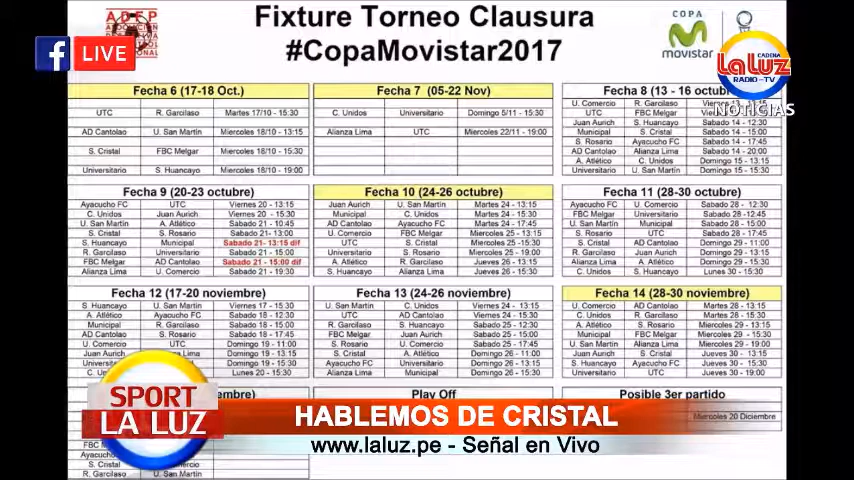 Fixture Torneo Clausura
#CopaMovistar2017
ADFP
COPA
movistar
f LIVE
CADENA
La Luz
RADIO - TV
NOTICIAS
Fecha 6 (17-18 Oct.)
UTC R. Garcilaso Martes 17/10 - 15:30
AD Cantolao U. San Martín Miercoles 18/10 - 13:15
S. Cristal FBC Melgar Miercoles 18/10 - 15:30
Universitario S. Huancayo Miercoles 18/10 - 19:00
Fecha 7 (05-22 Nov)
C. Unidos Universitario Domingo 5/11 - 15:30
Alianza Lima UTC Miercoles 22/11 - 19:00
Fecha 8 (13 - 16 octub
U. Comercio R. Garcilaso
UTC FBC Melgar
Juan Aurich S. Huancayo Sabado 14 - 12:30
Municipal S. Cristal Sabado 14 - 15:00
S. Rosario Ayacucho FC Sabado 14 - 17:45
AD Cantolao Alianza Lima Sabado 14 - 20:00
A. Atlético C. Unidos Domingo 15 - 13:15
Universitario U. San Martin Domingo 15 - 15:30
Fecha 9 (20-23 octubre)
Ayacucho FC UTC Viernes 20 - 13:15
C. Unidos Juan Aurich Viernes 20 - 15:30
U. San Martin A. Atlético Sabado 21 - 10:45
S. Cristal S. Rosario Sabado 21- 13:00
S. Huancayo Municipal Sabado 21- 13:15 dif
R. Garcilaso Universitario Sabado 21 - 15:00
FBC Melgar AD Cantolao Sabado 21 - 15:00 dif
Alianza Lima U. Comercio Sabado 21 - 19:30
Fecha 10 (24-26 octubre)
Juan Aurich U. San Martin Martes 24 - 13:15
Municipal C. Unidos Martes 24 - 15:30
AD Cantolao Ayacucho FC Martes 24 - 17:45
U. Comercio FBC Melgar Miercoles 25 -13:15
UTC S. Cristal Miercoles 25 -15:30
Universitario S. Rosario Miercoles 25 - 19:00
A. Atlético R. Garcilaso Jueves 26 - 13:15
S. Huancayo Alianza Lima Jueves 26 - 15:30
Fecha 11 (28-30 octubre)
Ayacucho FC U. Comercio Sabado 28 - 12:30
FBC Melgar Universitario Sabado 28 - 12:45
U. San Martin Municipal Sabado 28 - 15:00
S. Rosario UTC Sabado 28 - 17:45
S. Cristal AD Cantolao Domingo 29 - 11:00
R. Garcilaso Juan Aurich Domingo 29 - 13:15
Alianza Lima A. Atlético Domingo 29 - 15:30
C. Unidos S. Huancayo Lunes 30 - 15:30
Fecha 12 (17-20 noviembre)
S. Huancayo U. San Martin Viernes 17 - 15:30
A. Atlético Ayacucho FC Sabado 18 - 12:30
Municipal R. Garcilaso Sabado 18 - 15:00
AD Cantolao S. Rosario Sabado 18 - 17:45
U. Comercio UTC Domingo 19 - 11:00
Juan Aurich Lima Domingo 19 - 13:15
Domingo 19 - 15:30
Lunes 20 - 15:30
Fecha 13 (24-26 noviembre)
U. San Martin C. Unidos Viernes 24 - 13:15
UTC AD Cantolao Viernes 24 - 15:30
R. Garcilaso S. Huancayo Sabado 25 - 12:30
FBC Melgar Juan Aurich Sabado 25 - 15:00
S. Rosario U. Comercio Sabado 25 - 17:45
S. Cristal A. Atlético Domingo 26 - 11:00
Ayacucho FC Universitario Domingo 26 - 13:15
Alianza Lima Municipal Domingo 26 - 15:30
Fecha 14 (28-30 noviembre)
U. Comercio AD Cantolao Martes 28 - 13:15
R. Garcilaso C. Unidos Martes 28 - 15:30
A. Atlético S. Rosario Miercoles 29 - 13:15
Municipal FBC Melgar Miercoles 29 - 15:30
U. San Martin Alianza Lima Miercoles 29 - 19:00
Juan Aurich S. Cristal Jueves 30 - 13:15
S. Huancayo Ayacucho FC Jueves 30 - 15:30
Universitario UTC Jueves 30 - 19:00
Play Off
Posible 3er partido
Miercoles 20 Diciembre
SPORT
LA LUZ
HABLEMOS DE CRISTAL
www.laluz.pe - Señal en Vivo
FBC
Ayacucho
S. Cristal
R. Garcilaso U. San Martin